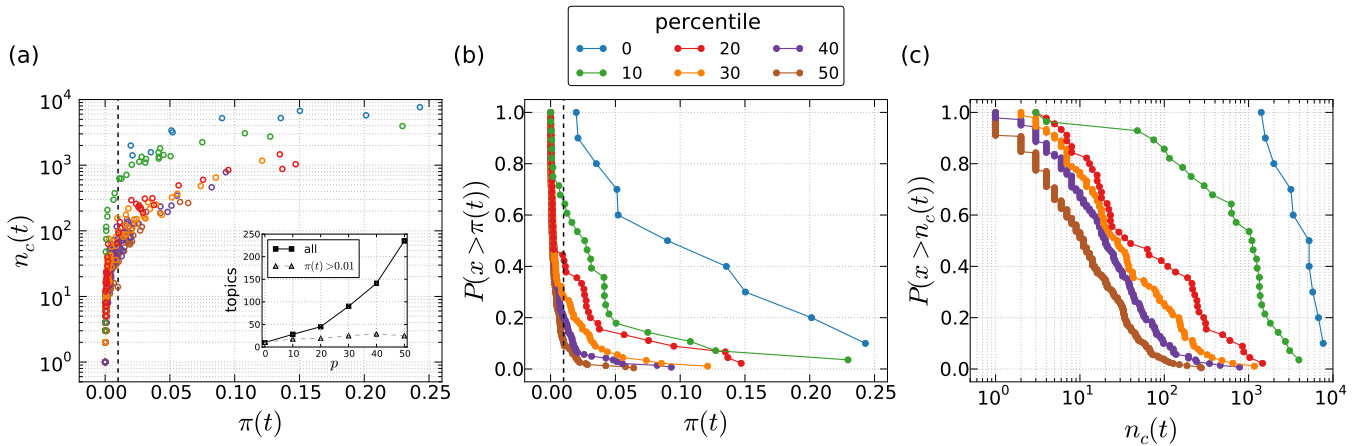 percentile
0 20 40
10 30 50
(a)
(b)
(c)
n_c(t)
10^4
10^3
10^2
10^1
10^0
0.00 0.05 0.10 0.15 0.20 0.25
π(t)
topics
250
200
150
100
50
0 10 20 30 40 50
p
all
π(t)>0.01
P(x>π(t))
1.0
0.8
0.6
0.4
0.2
0.0
0.00 0.05 0.10 0.15 0.20 0.25
π(t)
P(x>n_c(t))
1.0
0.8
0.6
0.4
0.2
0.0
10^0 10^1 10^2 10^3 10^4
n_c(t)